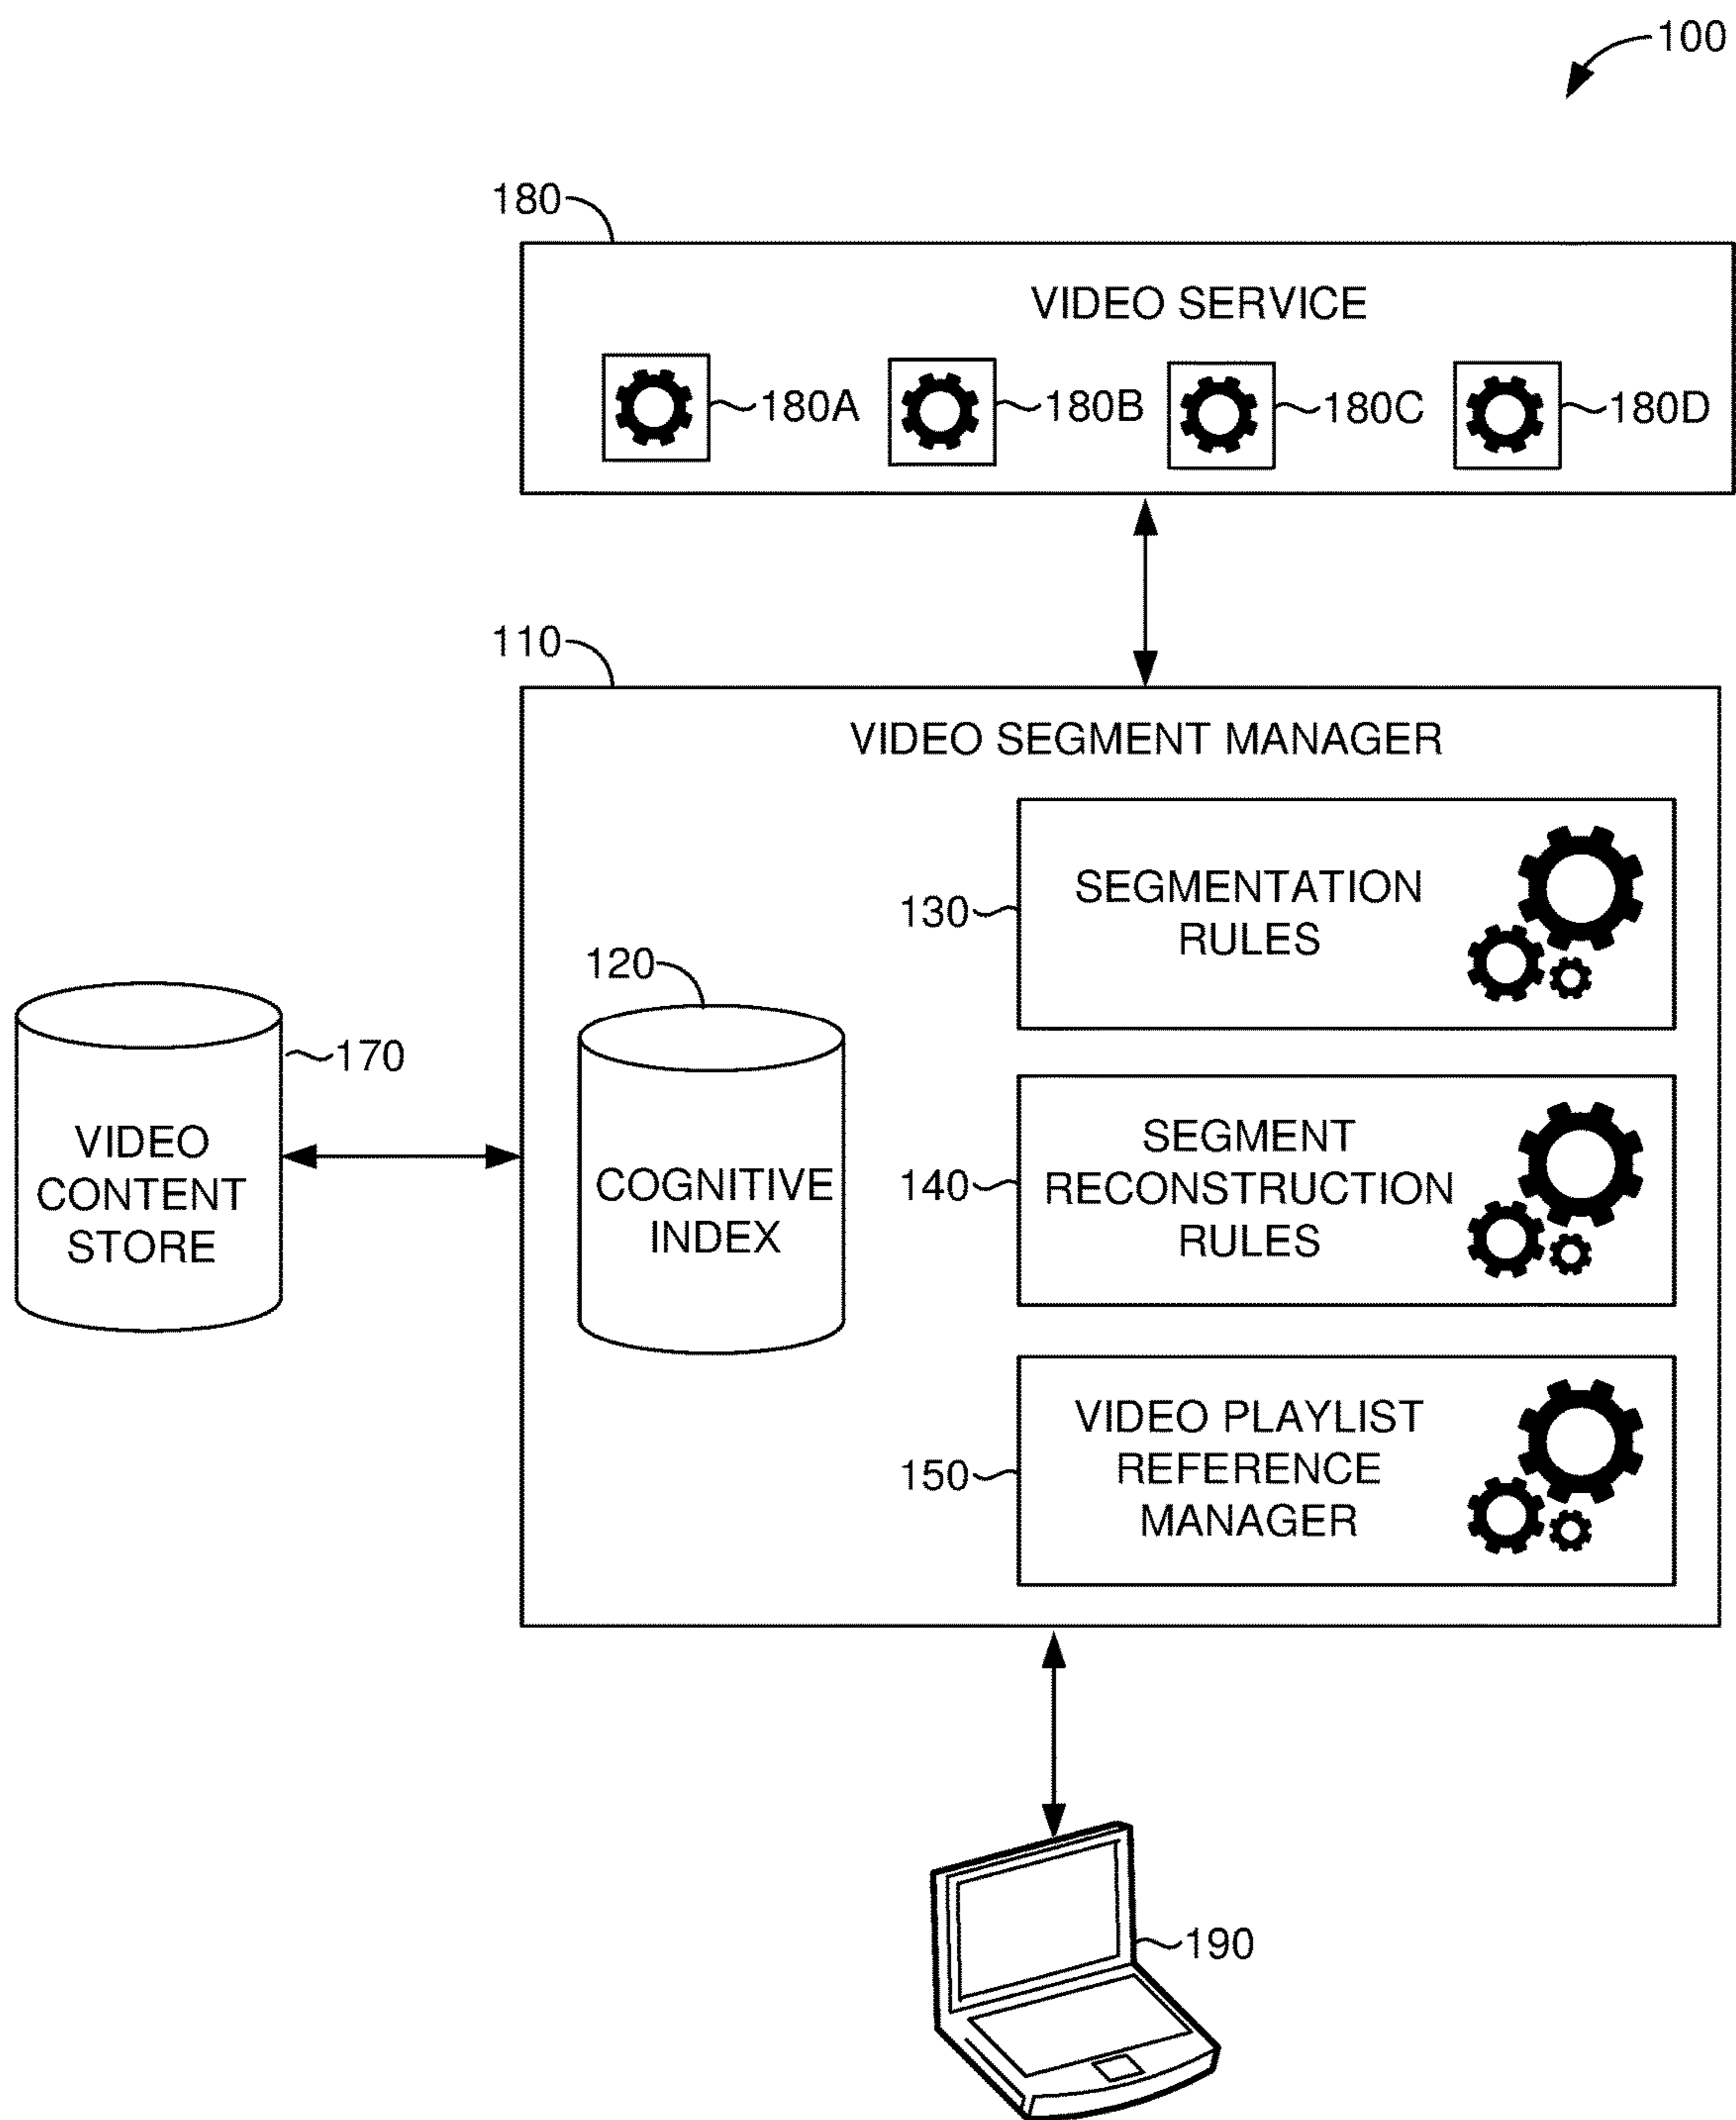 100
180
VIDEO SERVICE
180A
180B
180C
180D
110
VIDEO SEGMENT MANAGER
130
SEGMENTATION
RULES
120
COGNITIVE
INDEX
170
VIDEO
CONTENT
STORE
140
SEGMENT
RECONSTRUCTION
RULES
150
VIDEO PLAYLIST
REFERENCE
MANAGER
190